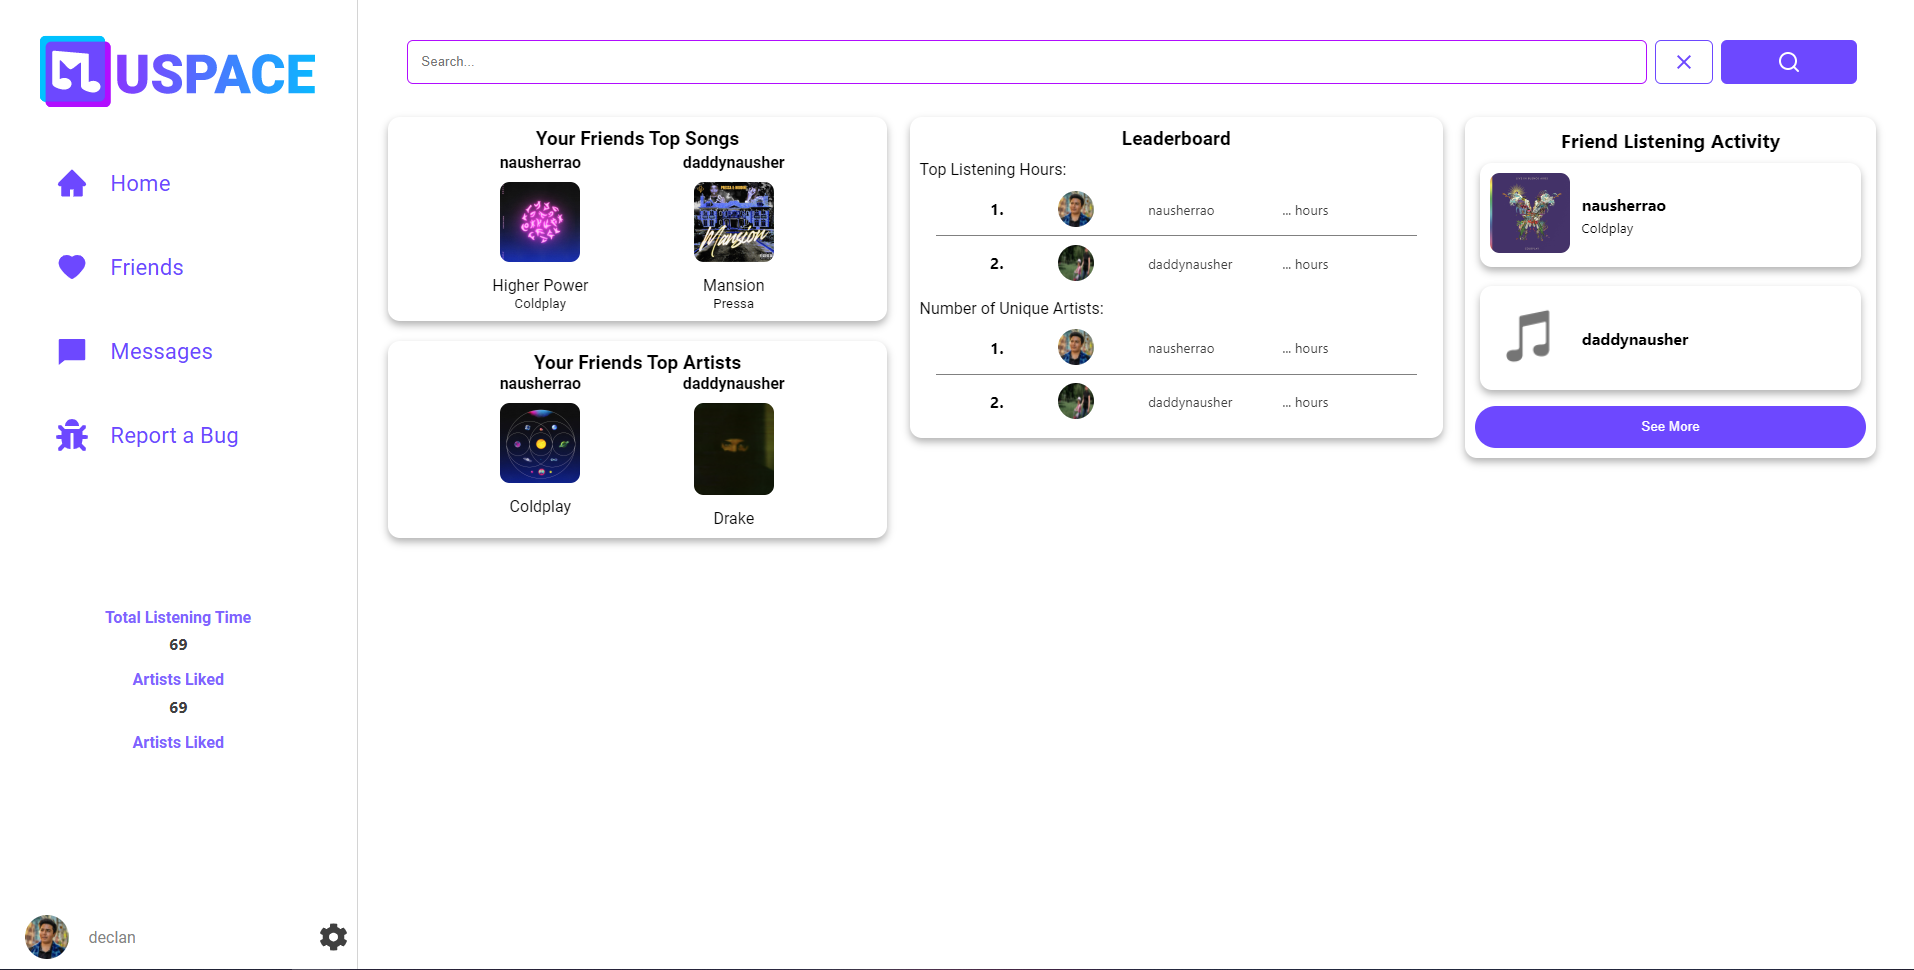 USPACE
Home
Friends
Messages
Report a Bug
Total Listening Time
69
Artists Liked
69
Artists Liked
declan
Search...
Your Friends Top Songs
nausherrao
daddynausher
Mansion
Higher Power
Coldplay
Mansion
Pressa
Your Friends Top Artists
nausherrao
daddynausher
Coldplay
Drake
Leaderboard
Top Listening Hours:
1. nausherrao ... hours
2. daddynausher ... hours
Number of Unique Artists:
1. nausherrao ... hours
2. daddynausher ... hours
Friend Listening Activity
nausherrao
Coldplay
daddynausher
See More